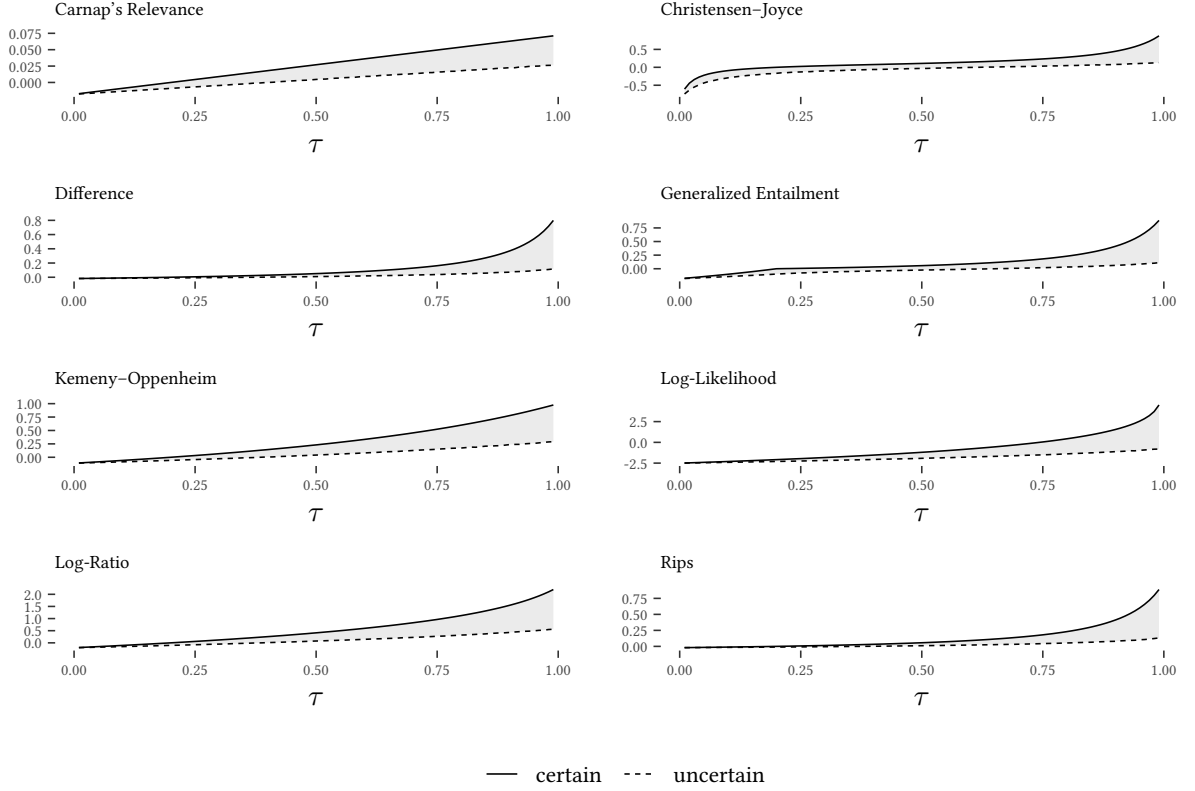 Carnap's Relevance
0.075
0.050
0.025
0.000
0.00 0.25 0.50 0.75 1.00
τ
Christensen–Joyce
0.5
0.0
-0.5
0.00 0.25 0.50 0.75 1.00
τ
Difference
0.8
0.6
0.4
0.2
0.0
0.00 0.25 0.50 0.75 1.00
τ
Generalized Entailment
0.75
0.50
0.25
0.00
0.00 0.25 0.50 0.75 1.00
τ
Kemeny–Oppenheim
1.00
0.75
0.50
0.25
0.00
0.00 0.25 0.50 0.75 1.00
τ
Log-Likelihood
2.5
0.0
-2.5
0.00 0.25 0.50 0.75 1.00
τ
Log-Ratio
2.0
1.5
1.0
0.5
0.0
0.00 0.25 0.50 0.75 1.00
τ
Rips
0.75
0.50
0.25
0.00
0.00 0.25 0.50 0.75 1.00
τ
certain uncertain